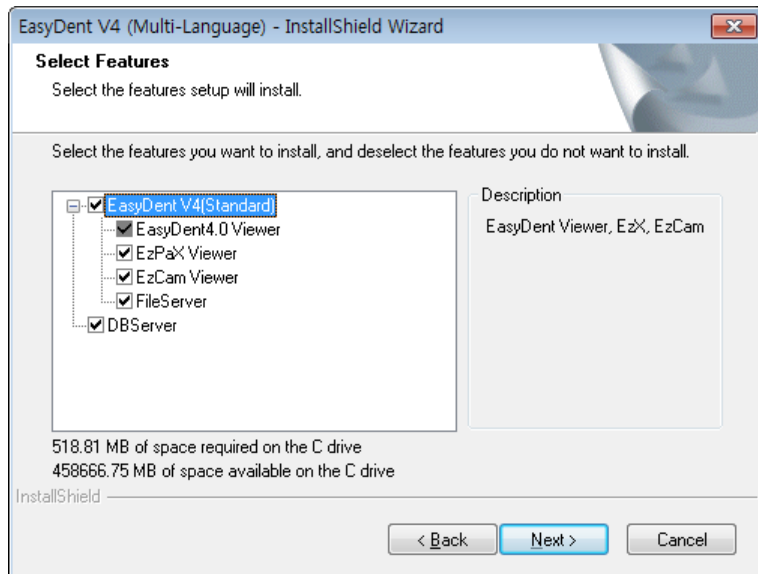 EasyDent V4 (Multi-Language) - InstallShield Wizard
Select Features
Select the features setup will install.
Select the features you want to install, and deselect the features you do not want to install.
EasyDent V4(Standard)
EasyDent4.0 Viewer
EzPaX Viewer
EzCam Viewer
FileServer
DBServer
Description
EasyDent Viewer, EzX, EzCam
518.81 MB of space required on the C drive
458666.75 MB of space available on the C drive
InstallShield
< Back
Next >
Cancel